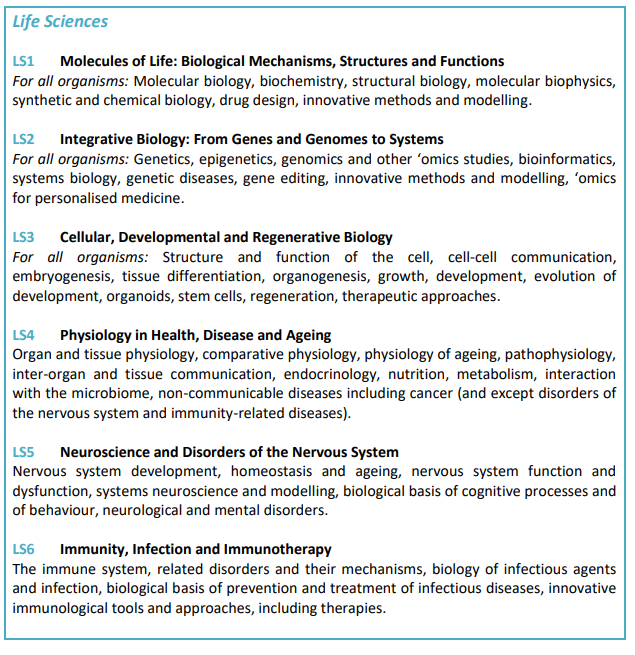 Life Sciences
LS1 Molecules of Life: Biological Mechanisms, Structures and Functions
For all organisms: Molecular biology, biochemistry, structural biology, molecular biophysics,
synthetic and chemical biology, drug design, innovative methods and modelling.
LS2 Integrative Biology: From Genes and Genomes to Systems
For all organisms: Genetics, epigenetics, genomics and other ‘omics studies, bioinformatics,
systems biology, genetic diseases, gene editing, innovative methods and modelling, ‘omics
for personalised medicine.
LS3 Cellular, Developmental and Regenerative Biology
For all organisms: Structure and function of the cell, cell-cell communication,
embryogenesis, tissue differentiation, organogenesis, growth, development, evolution of
development, organoids, stem cells, regeneration, therapeutic approaches.
LS4 Physiology in Health, Disease and Ageing
Organ and tissue physiology, comparative physiology, physiology of ageing, pathophysiology,
inter-organ and tissue communication, endocrinology, nutrition, metabolism, interaction
with the microbiome, non-communicable diseases including cancer (and except disorders of
the nervous system and immunity-related diseases).
LS5 Neuroscience and Disorders of the Nervous System
Nervous system development, homeostasis and ageing, nervous system function and
dysfunction, systems neuroscience and modelling, biological basis of cognitive processes and
of behaviour, neurological and mental disorders.
LS6 Immunity, Infection and Immunotherapy
The immune system, related disorders and their mechanisms, biology of infectious agents
and infection, biological basis of prevention and treatment of infectious diseases, innovative
immunological tools and approaches, including therapies.